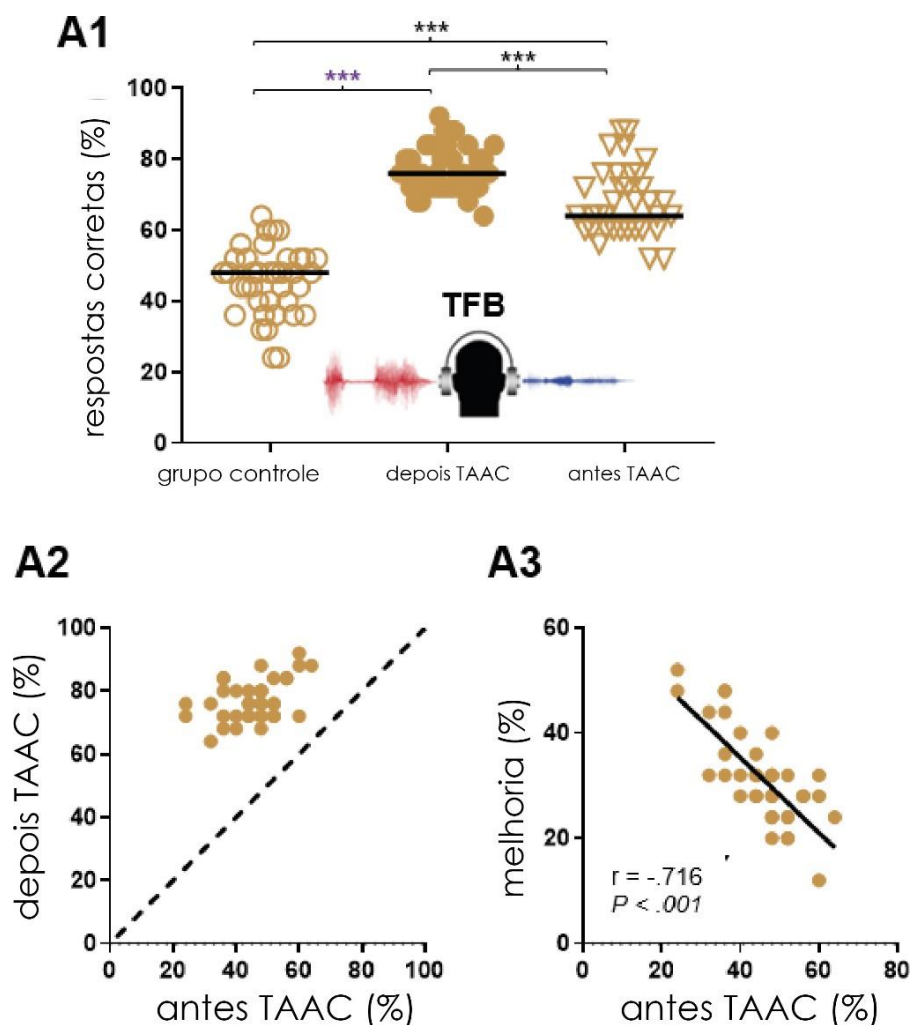 A1
***
*** ***
respostas corretas (%)
100
80
60
40
20
0
TFB
grupo controle depois TAAC antes TAAC
A2
depois TAAC (%)
100
80
60
40
20
0
0 20 40 60 80 100
antes TAAC (%)
A3
melhoria (%)
60
40
20
0
r = -.716
P < .001
0 20 40 60 80
antes TAAC (%)